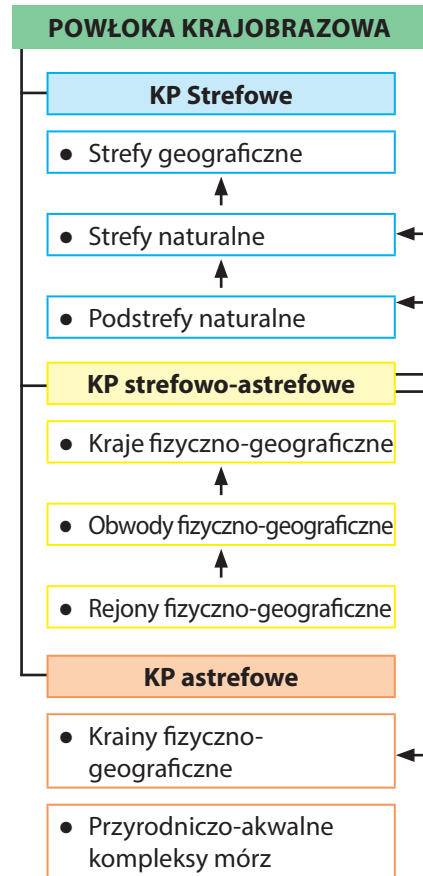 POWŁOKA KRAJOBRAZOWA
KP Strefowe
● Strefy geograficzne
● Strefy naturalne
● Podstrefy naturalne
KP strefowo-astrefowe
● Kraje fizyczno-geograficzne
● Obwody fizyczno-geograficzne
● Rejony fizyczno-geograficzne
KP astrefowe
● Krainy fizyczno-
geograficzne
● Przyrodniczo-akwalne
kompleksy mórz